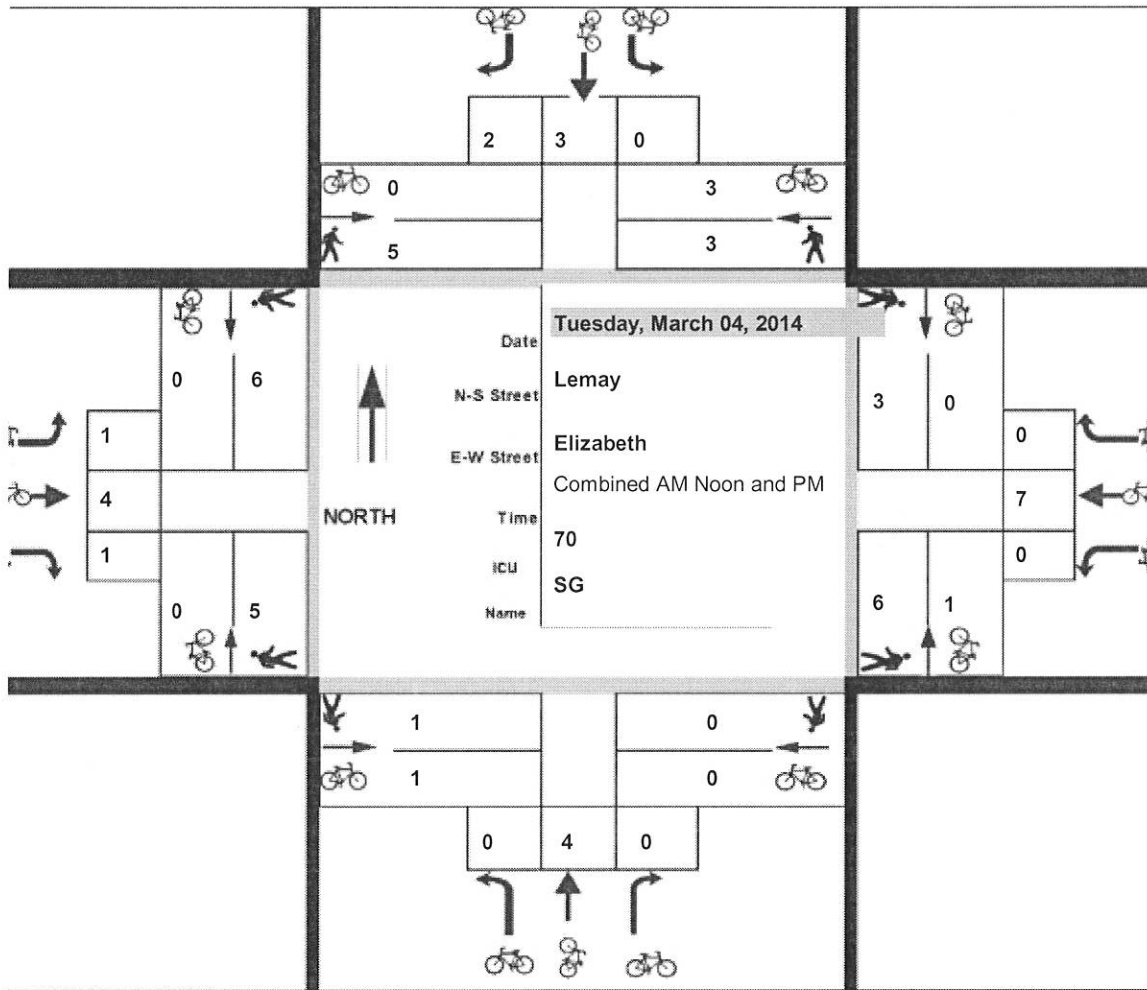 2 3 0
0 3
5 3
Date Tuesday, March 04, 2014
N-S Street Lemay
E-W Street Elizabeth
Time Combined AM Noon and PM
ICU 70
Name SG
NORTH
0 6
1
4
1
0 5
3 0
0
7
0
6 1
1 0
1 0
0 4 0